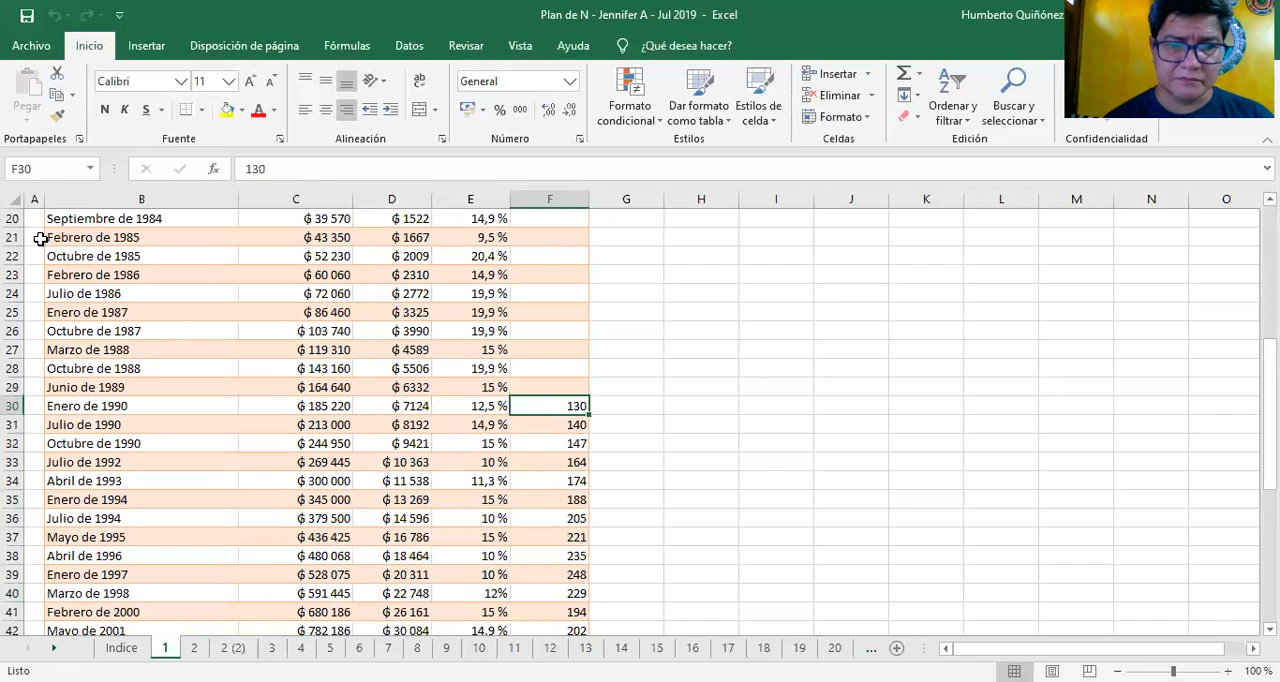 Plan de N - Jennifer A - Jul 2019 - Excel
Humberto Quiñónez
Archivo Inicio Insertar Disposición de página Fórmulas Datos Revisar Vista Ayuda ¿Qué desea hacer?
Pegar
Calibri 11
N K S
General
% 000
Formato condicional
Dar formato como tabla
Estilos de celda
Insertar
Eliminar
Formato
Ordenar y filtrar
Buscar y seleccionar
Portapapeles Fuente Alineación Número Estilos Celdas Edición Confidencialidad
F30 fx 130
A B C D E F G H I J K L M N O
20 Septiembre de 1984 ₲ 39 570 ₲ 1522 14,9 %
21 Febrero de 1985 ₲ 43 350 ₲ 1667 9,5 %
22 Octubre de 1985 ₲ 52 230 ₲ 2009 20,4 %
23 Febrero de 1986 ₲ 60 060 ₲ 2310 14,9 %
24 Julio de 1986 ₲ 72 060 ₲ 2772 19,9 %
25 Enero de 1987 ₲ 86 460 ₲ 3325 19,9 %
26 Octubre de 1987 ₲ 103 740 ₲ 3990 19,9 %
27 Marzo de 1988 ₲ 119 310 ₲ 4589 15 %
28 Octubre de 1988 ₲ 143 160 ₲ 5506 19,9 %
29 Junio de 1989 ₲ 164 640 ₲ 6332 15 %
30 Enero de 1990 ₲ 185 220 ₲ 7124 12,5 % 130
31 Julio de 1990 ₲ 213 000 ₲ 8192 14,9 % 140
32 Octubre de 1990 ₲ 244 950 ₲ 9421 15 % 147
33 Julio de 1992 ₲ 269 445 ₲ 10 363 10 % 164
34 Abril de 1993 ₲ 300 000 ₲ 11 538 11,3 % 174
35 Enero de 1994 ₲ 345 000 ₲ 13 269 15 % 188
36 Julio de 1994 ₲ 379 500 ₲ 14 596 10 % 205
37 Mayo de 1995 ₲ 436 425 ₲ 16 786 15 % 221
38 Abril de 1996 ₲ 480 068 ₲ 18 464 10 % 235
39 Enero de 1997 ₲ 528 075 ₲ 20 311 10 % 248
40 Marzo de 1998 ₲ 591 445 ₲ 22 748 12% 229
41 Febrero de 2000 ₲ 680 186 ₲ 26 161 15 % 194
42 Mayo de 2001 ₲ 782 186 ₲ 30 084 14,9 % 202
Indice 1 2 2 (2) 3 4 5 6 7 8 9 10 11 12 13 14 15 16 17 18 19 20 ...
Listo 100 %